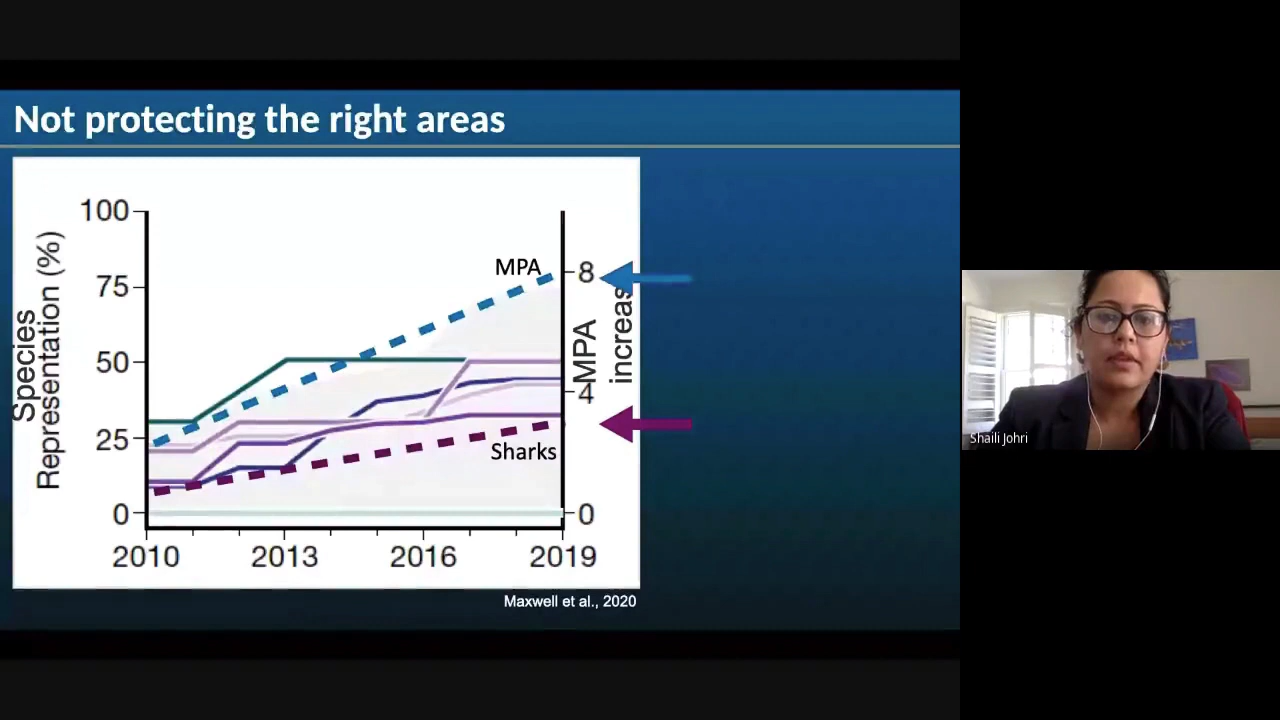 Not protecting the right areas
Species
Representation (%)
100
75
50
25
0
MPA
Sharks
8
4
0
MPA
increas
2010
2013
2016
2019
Maxwell et al., 2020
Shaili Johri